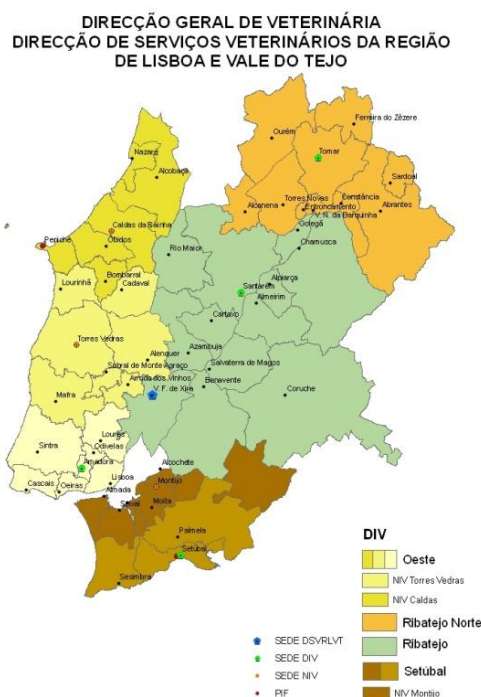 DIRECÇÃO GERAL DE VETERINÁRIA
DIRECÇÃO DE SERVIÇOS VETERINÁRIOS DA REGIÃO
DE LISBOA E VALE DO TEJO
Ferreira do Zêzere
Ourém
Tomar
Nazaré
Alcobaça
Sardoal
Constância
Torres Novas
Entroncamento
Alcanena
V. N. da Barquinha
Abrantes
Caldas da Rainha
Golegã
Peniche
Óbidos
Rio Maior
Chamusca
Bombarral
Lourinhã
Cadaval
Alpiarça
Santarém
Almeirim
Cartaxo
Torres Vedras
Alenquer
Azambuja
Sobral de Monte Agraço
Salvaterra de Magos
Arruda dos Vinhos
Benavente
V. F. de Xira
Coruche
Mafra
Loures
Sintra
Odivelas
Amadora
Alcochete
Lisboa
Montijo
Cascais
Oeiras
Almada
Seixal
Moita
Palmela
Setúbal
Sesimbra
DIV
Oeste
NIV Torres Vedras
NIV Caldas
Ribatejo Norte
Ribatejo
Setúbal
NIV Montijo
SEDE DSVRLVT
SEDE DIV
SEDE NIV
PIF